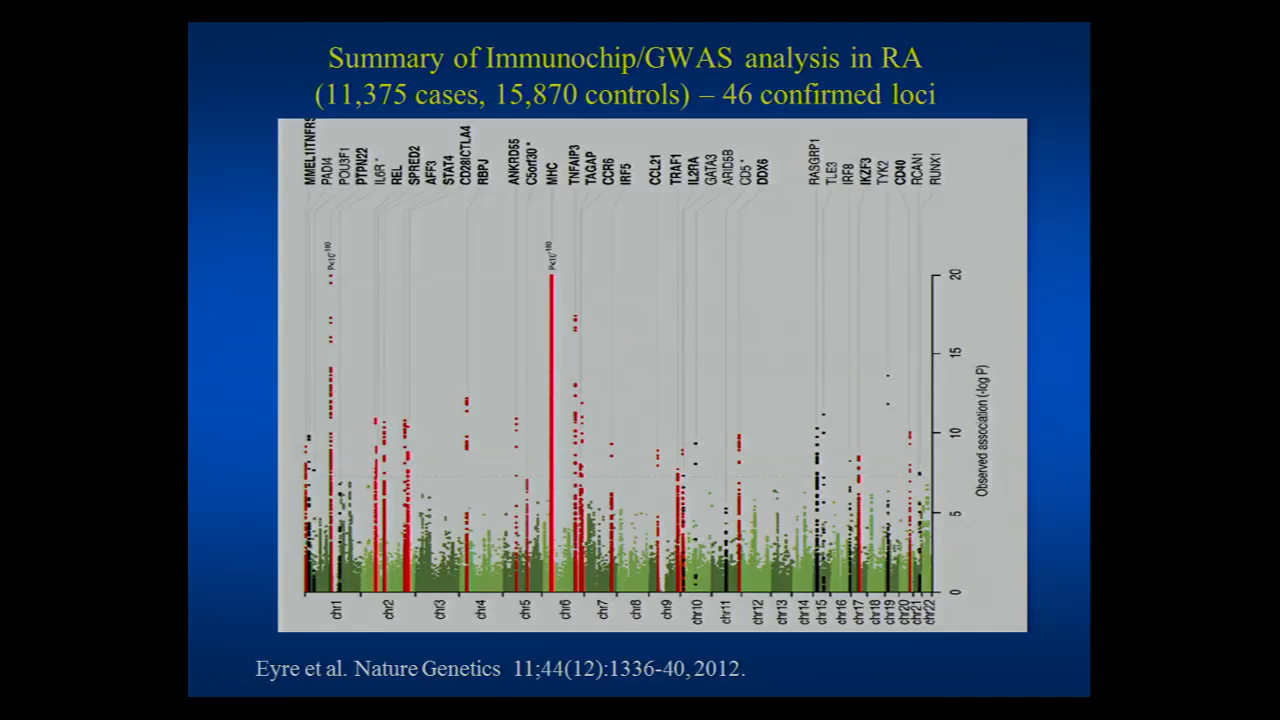 Summary of Immunochip/GWAS analysis in RA
(11,375 cases, 15,870 controls) – 46 confirmed loci
PADI4
POU3F1
PTPN22
IL6R*
REL
SPRED2
AFF3
STAT4
CD28|CTLA4
RBPJ
ANKRD55
C5orf30*
MHC
TNFAIP3
TAGAP
CCR6
IRF5
CCL21
TRAF1
IL2RA
GATA3
ARID5B
CD5*
DDX6
RASGRP1
TLE3
IRF8
IKZF3
TYK2
CD40
RCAN1
RUNX1
20
15
10
5
0
Observed association (-log P)
chr1
chr2
chr3
chr4
chr5
chr6
chr7
chr8
chr9
chr10
chr11
chr12
chr13
chr14
chr15
chr16
chr17
chr18
chr19
chr20
chr21
chr22
Eyre et al. Nature Genetics 11;44(12):1336-40, 2012.